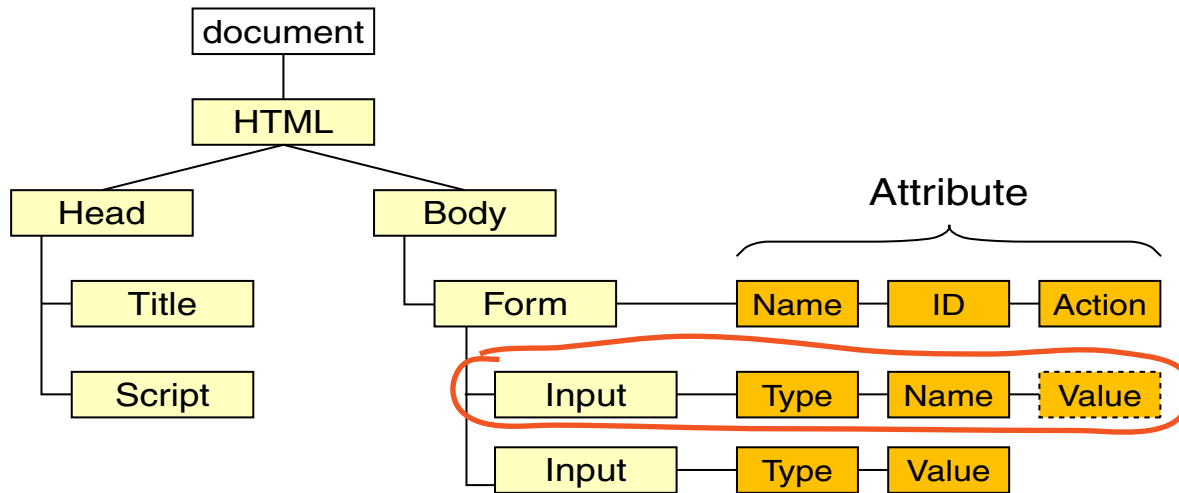 document
HTML
Head
Body
Attribute
Title
Form
Name
ID
Action
Script
Input
Type
Name
Value
Input
Type
Value